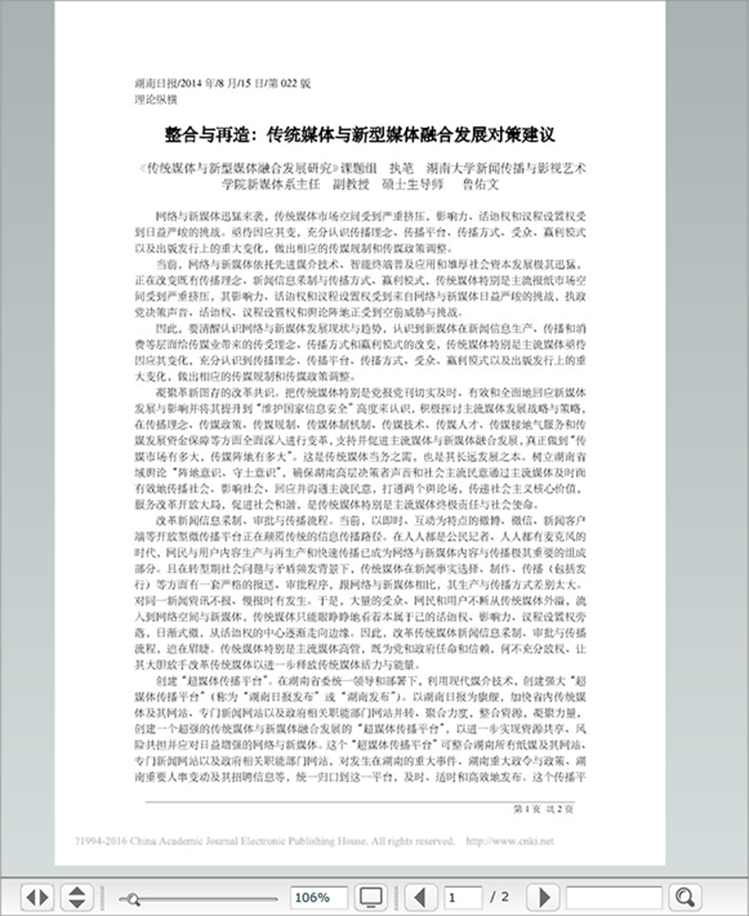 湖南日报/2014年/8月/15日/第022版
理论纵横
整合与再造：传统媒体与新型媒体融合发展对策建议
《传统媒体与新型媒体融合发展研究》课题组 执笔 湖南大学新闻传播与影视艺术
学院新媒体系主任 副教授 硕士生导师 鲁佑文
网络与新媒体迅猛来袭，传统媒体市场空间受到严重挤压，影响力、话语权和议程设置权受
到日益严峻的挑战。亟待因应其变，充分认识传播理念、传播平台、传播方式、受众、赢利模式
以及出版发行上的重大变化，做出相应的传媒规制和传媒政策调整。
当前，网络与新媒体依托先进媒介技术、智能终端普及应用和雄厚社会资本发展极其迅猛，
正在改变既有传播理念、新闻信息采制与传播方式、赢利模式，传统媒体特别是主流报纸市场空
间受到严重挤压，其影响力、话语权和议程设置权受到来自网络与新媒体日益严峻的挑战，执政
党决策声音、话语权、议程设置权和舆论阵地正受到空前威胁与挑战。
因此，要清醒认识网络与新媒体发展现状与趋势，认识到新媒体在新闻信息生产、传播和消
费等层面给传媒业带来的传受理念、传播方式和赢利模式的改变，传统媒体特别是主流媒体亟待
因应其变化，充分认识到传播理念、传播平台、传播方式、受众、赢利模式以及出版发行上的重
大变化，做出相应的传媒规制和传媒政策调整。
凝聚革新图存的改革共识。把传统媒体特别是党报党刊切实及时、有效和全面地回应新媒体
发展与影响并将其提升到“维护国家信息安全”高度来认识，积极探讨主流媒体发展战略与策略，
在传播理念、传媒政策、传媒规制、传媒体制机制、传媒技术、传媒人才、传媒接地气服务和传
媒发展资金保障等方面全面深入进行变革，支持并促进主流媒体与新媒体融合发展，真正做到“传
媒市场有多大，传媒阵地有多大”。这是传统媒体当务之需，也是其长远发展之本。树立湖南省
域舆论“阵地意识、守土意识”，确保湖南高层决策者声音和社会主流民意通过主流媒体及时而
有效地传播社会、影响社会、回应并沟通主流民意，打通两个舆论场，传递社会主义核心价值，
服务改革开放大局，促进社会和谐，是传统媒体特别是主流媒体终极责任与社会使命。
改革新闻信息采制、审批与传播流程。当前，以即时、互动为特点的微博、微信、新闻客户
端等开放型微传播平台正在颠覆传统的信息传播路径。在人人都是公民记者、人人都有麦克风的
时代，网民与用户内容生产与再生产和快速传播已成为网络与新媒体内容与传播极其重要的组成
部分。且在转型期社会问题与矛盾频发背景下，传统媒体在新闻事实选择、制作、传播（包括发
行）等方面有一套严格的报送、审批程序，跟网络与新媒体相比，其生产与传播方式差别太大。
对同一新闻资讯不报、慢报时有发生。于是，大量的受众、网民和用户不断从传统媒体外溢，流
入到网络空间与新媒体，传统媒体只能眼睁睁地看着本属于己的话语权、影响力、议程设置权旁
落，日渐式微，从话语权的中心逐渐走向边缘。因此，改革传统媒体新闻信息采制、审批与传播
流程，迫在眉睫。传统媒体特别是主流媒体高管，既为党和政府任命和信赖，何不充分放权、让
其大胆放手改革传统媒体以进一步释放传统媒体活力与能量。
创建“超媒体传播平台”。在湖南省委统一领导和部署下，利用现代媒介技术，创建强大“超
媒体传播平台”（称为“湖南日报发布”或“湖南发布”）。以湖南日报为旗舰，加快省内传统媒
体及其网站、专门新闻网站以及政府相关职能部门网站并转、聚合力度，整合资源，凝聚力量，
创建一个超强的传统媒体与新媒体融合发展的“超媒体传播平台”，以进一步实现资源共享、风
险共担并应对日益增强的网络与新媒体。这个“超媒体传播平台”可整合湖南所有纸媒及其网站、
专门新闻网站以及政府相关职能部门网站，对发生在湖南的重大事件、湖南重大政令与政策、湖
南重要人事变动及其招聘信息等，统一归口到这一平台，及时、适时和高效地发布。这个传播平
第1页 共2页
?1994-2016 China Academic Journal Electronic Publishing House. All rights reserved. http://www.cnki.net
106%
1 / 2